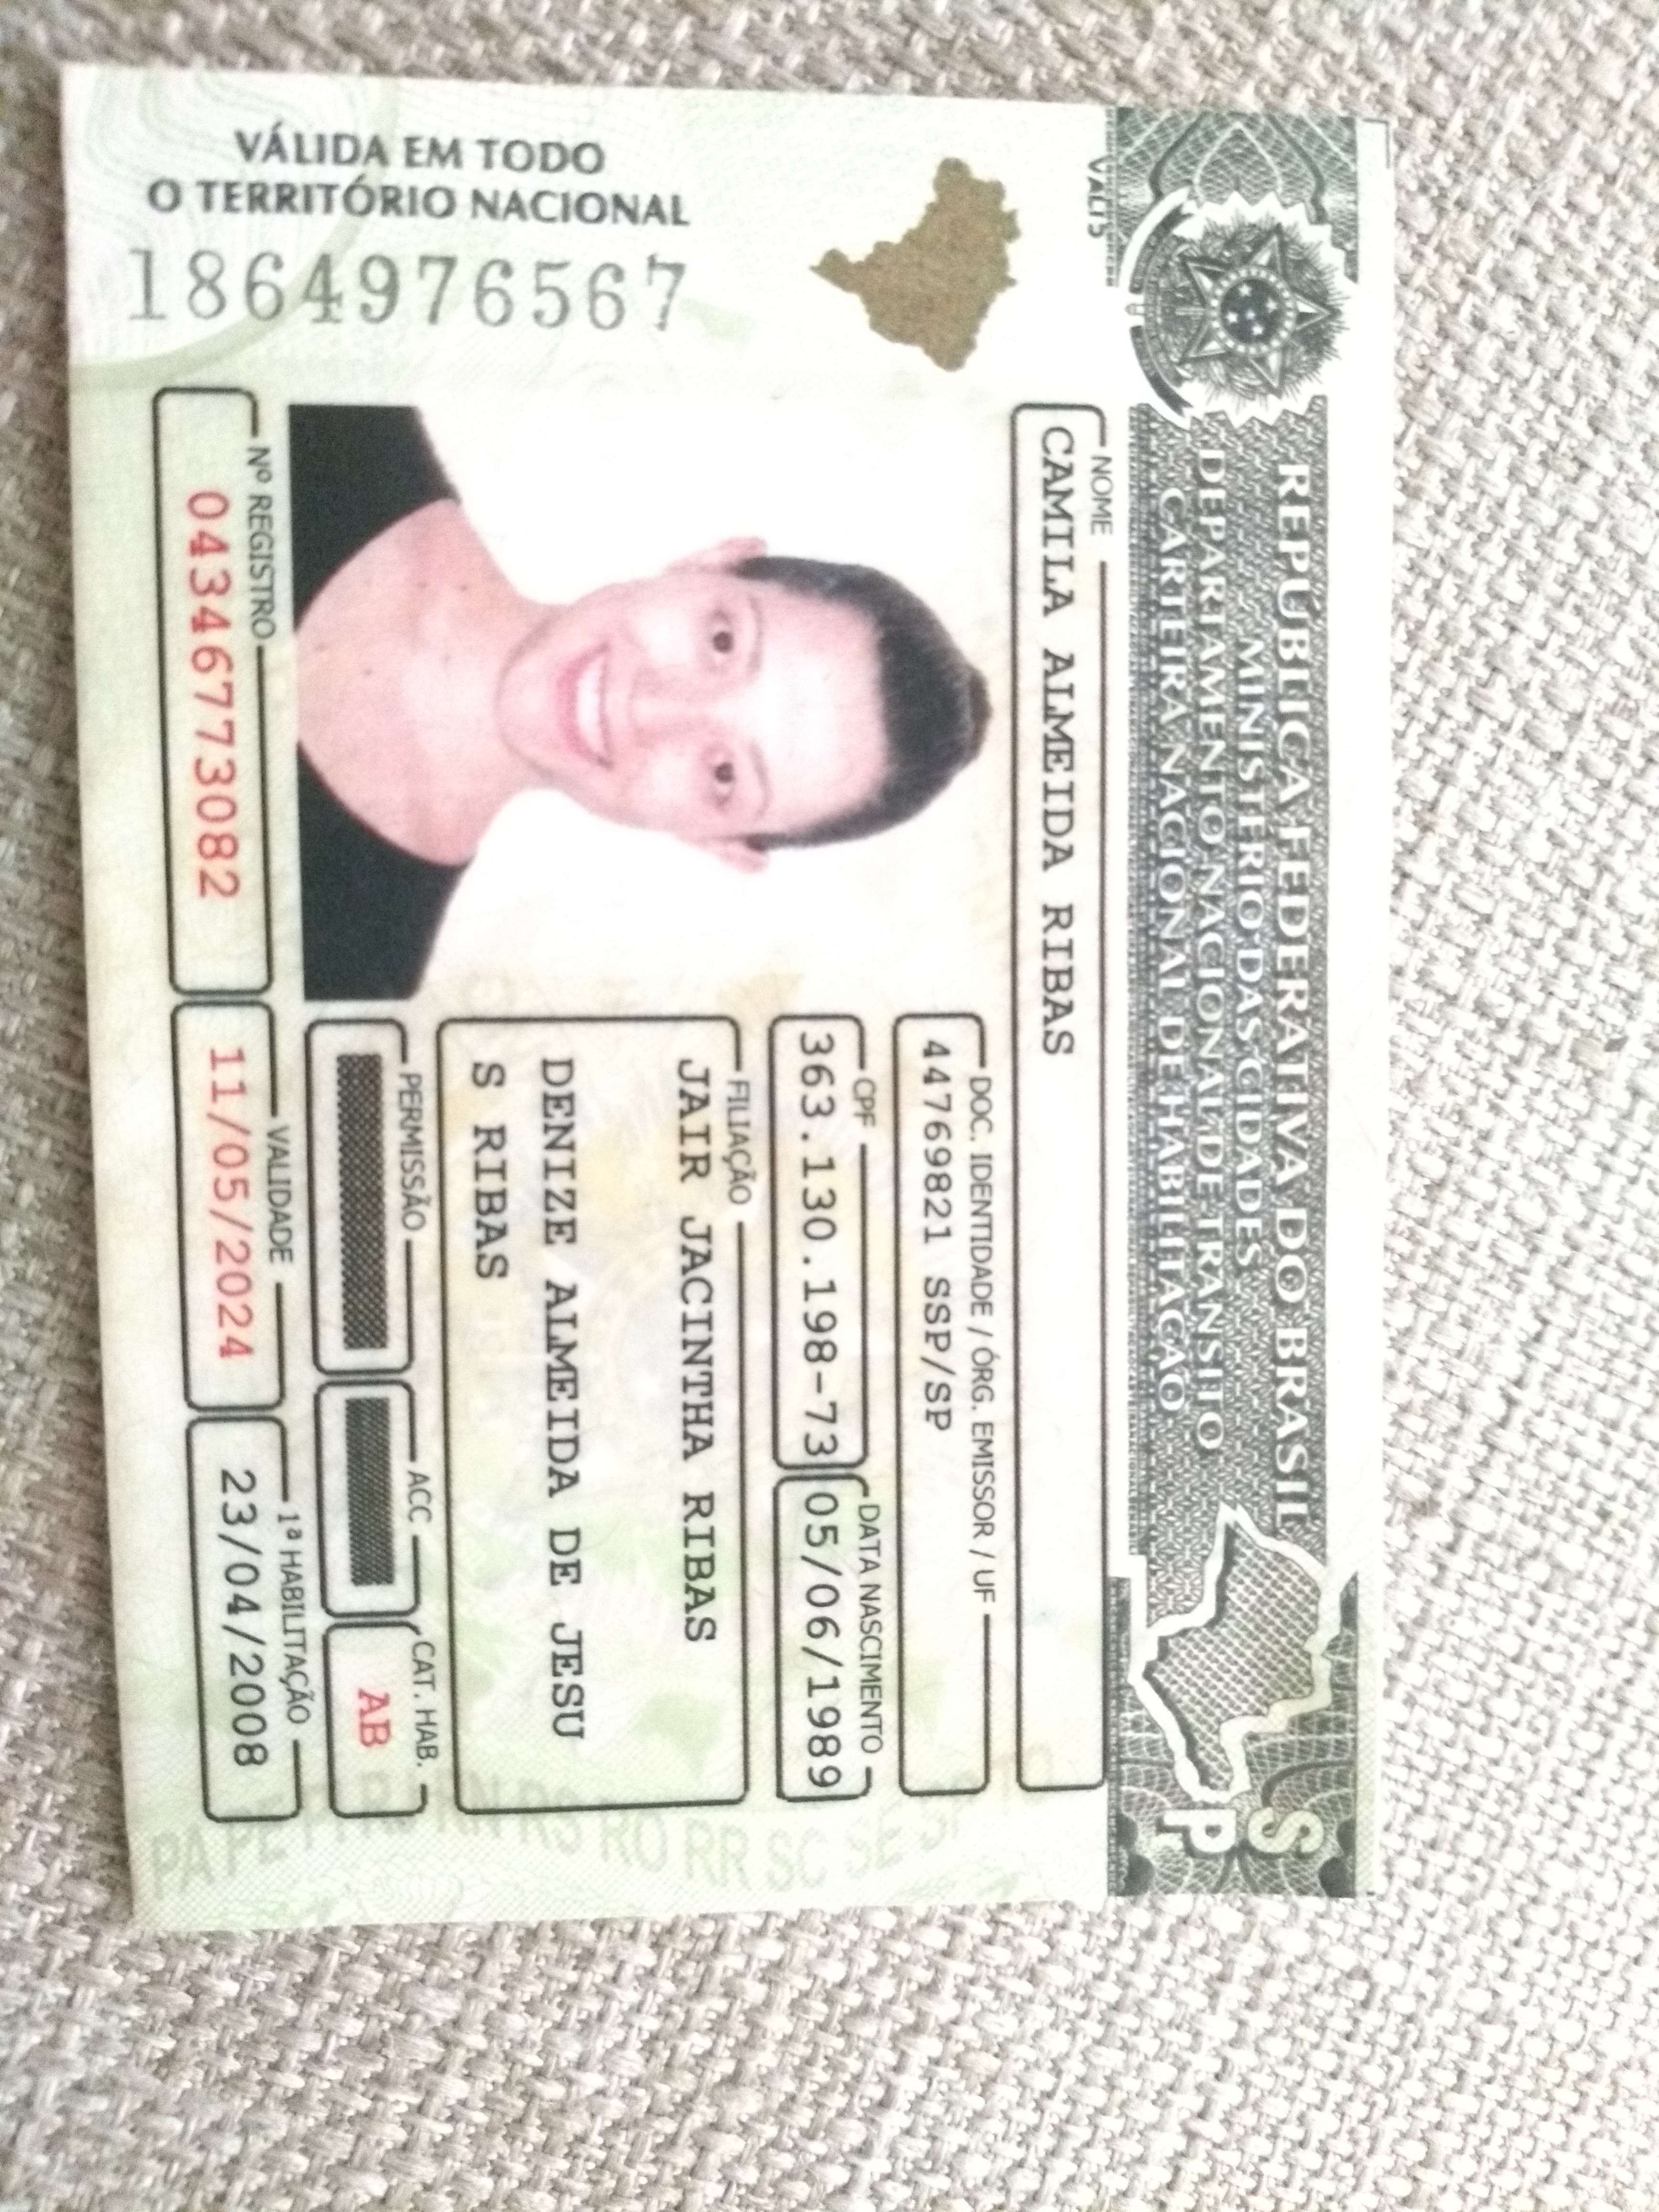 REPÚBLICA FEDERATIVA DO BRASIL
MINISTÉRIO DAS CIDADES
DEPARTAMENTO NACIONAL DE TRÂNSITO
CARTEIRA NACIONAL DE HABILITAÇÃO
SP
VÁLIDA EM TODO
O TERRITÓRIO NACIONAL
1864976567
NOME
CAMILA ALMEIDA RIBAS
DOC. IDENTIDADE / ÓRG. EMISSOR / UF
44769821 SSP/SP
CPF
363.130.198-73
DATA NASCIMENTO
05/06/1989
FILIAÇÃO
JAIR JACINTHA RIBAS
DENIZE ALMEIDA DE JESU
S RIBAS
PERMISSÃO
ACC
CAT. HAB.
AB
Nº REGISTRO
04346773082
VALIDADE
11/05/2024
1ª HABILITAÇÃO
23/04/2008
PA PE RN RS RO RR SC SE SP